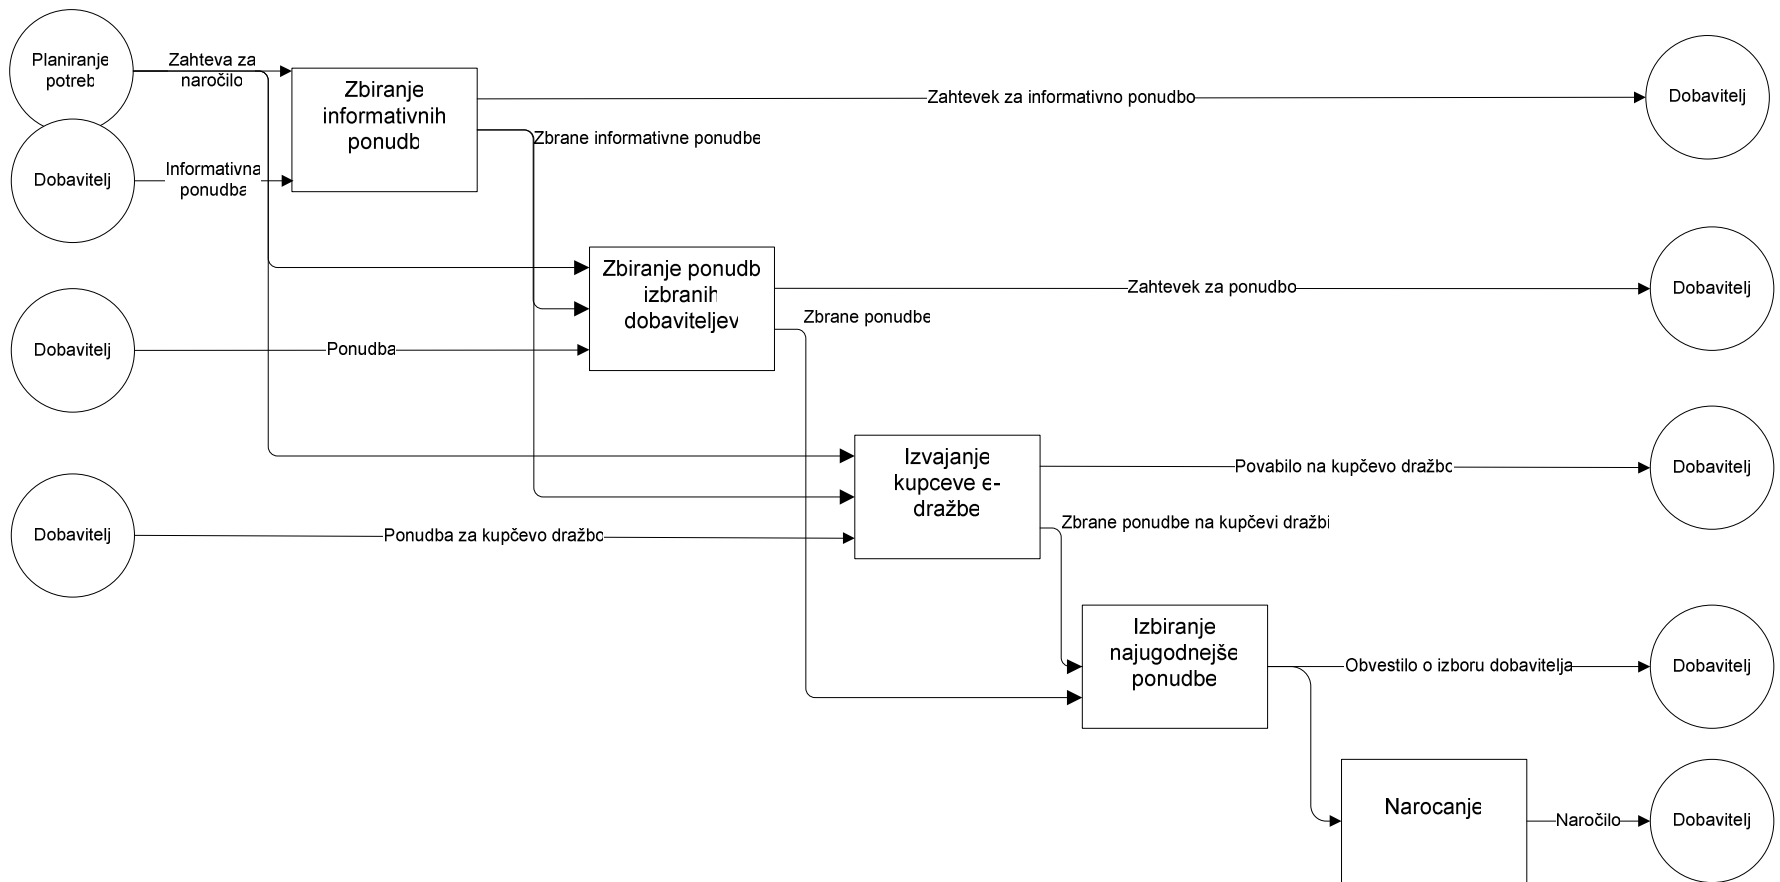 Planiranje
potreb
Zahteva za
naročilo
Zbiranje
informativnih
ponudb
Zahtevek za informativno ponudbo
Dobavitelj
Zbrane informativne ponudbe
Dobavitelj
Informativna
ponudba
Zbiranje ponudb
izbranih
dobaviteljev
Zahtevek za ponudbo
Dobavitelj
Zbrane ponudbe
Dobavitelj
Ponudba
Izvajanje
kupceve e-
dražbe
Povabilo na kupčevo dražbo
Dobavitelj
Zbrane ponudbe na kupčevi dražbi
Dobavitelj
Ponudba za kupčevo dražbo
Izbiranje
najugodnejše
ponudbe
Obvestilo o izboru dobavitelja
Dobavitelj
Narocanje
Naročilo
Dobavitelj